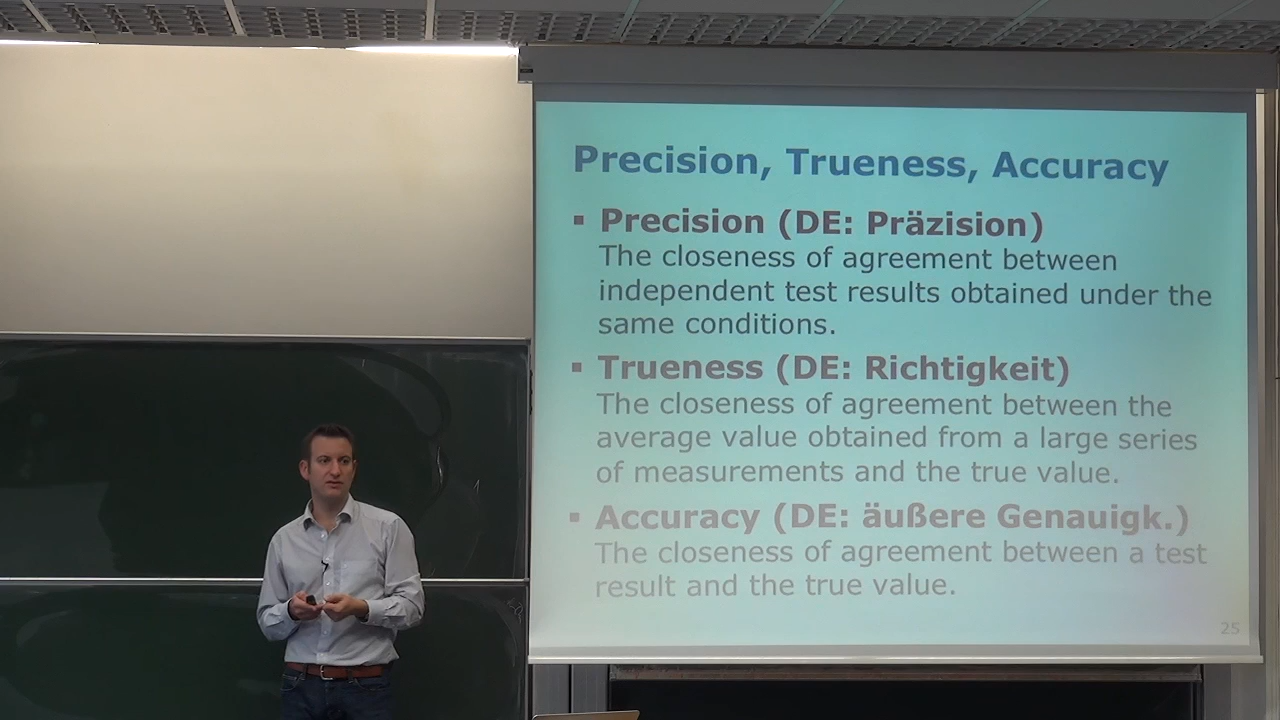 Precision, Trueness, Accuracy
▪ Precision (DE: Präzision)
The closeness of agreement between
independent test results obtained under the
same conditions.
▪ Trueness (DE: Richtigkeit)
The closeness of agreement between the
average value obtained from a large series
of measurements and the true value.
▪ Accuracy (DE: äußere Genauigk.)
The closeness of agreement between a test
result and the true value.
25